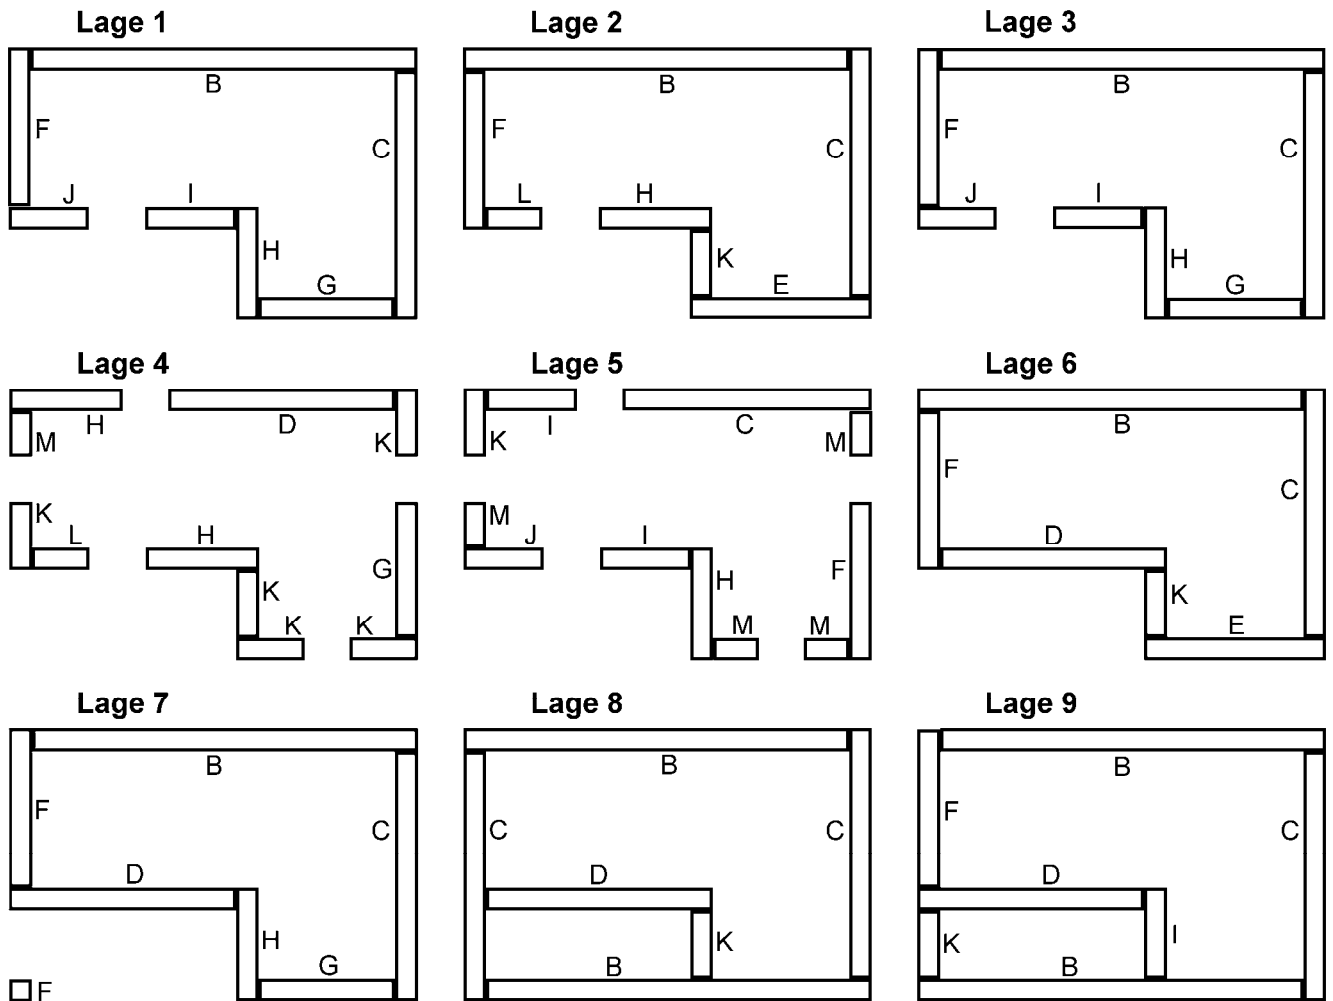 Lage 1 Lage 2 Lage 3
B B B
F F F
C C C
J I L H J I
H K H
G E G
Lage 4 Lage 5 Lage 6
H D I C B
M K K M F
C
K M
L H J I D
G F
K H K
K K M M E
Lage 7 Lage 8 Lage 9
B B B
F F
C C C C
D D D
H K K I
G B B
F